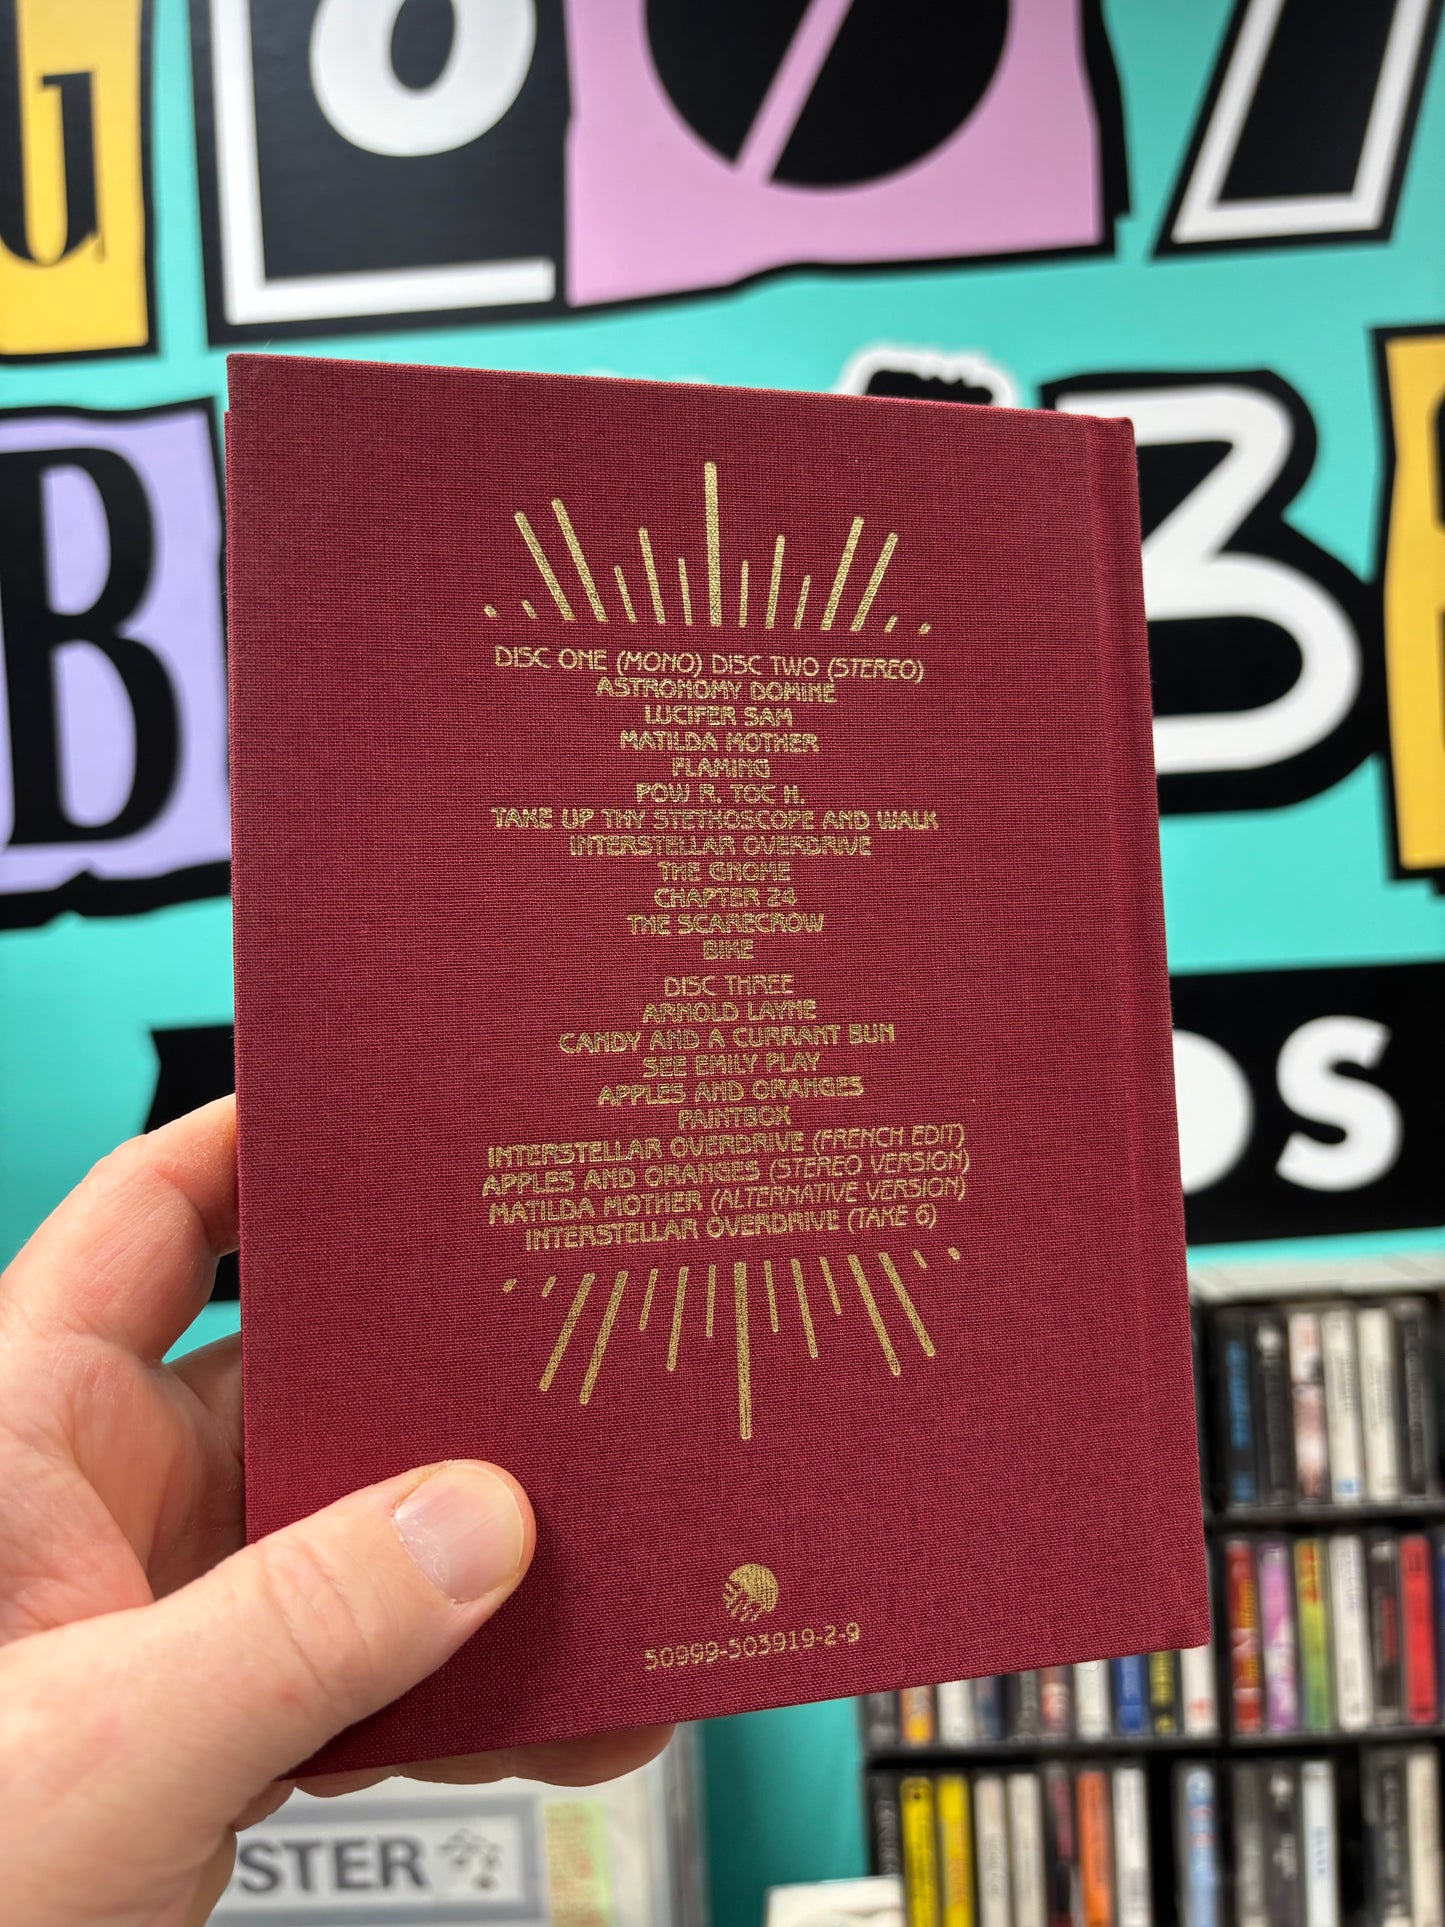 DISC ONE (MONO) DISC TWO (STEREO)
ASTRONOMY DOMINE
LUCIFER SAM
MATILDA MOTHER
FLAMING
POW R. TOC H.
TAKE UP THY STETHOSCOPE AND WALK
INTERSTELLAR OVERDRIVE
THE GNOME
CHAPTER 24
THE SCARECROW
BIKE
DISC THREE
ARNOLD LAYNE
CANDY AND A CURRANT BUN
SEE EMILY PLAY
APPLES AND ORANGES
PAINTBOX
INTERSTELLAR OVERDRIVE (FRENCH EDIT)
APPLES AND ORANGES (STEREO VERSION)
MATILDA MOTHER (ALTERNATIVE VERSION)
INTERSTELLAR OVERDRIVE (TAKE 6)
50999-503919-2-9